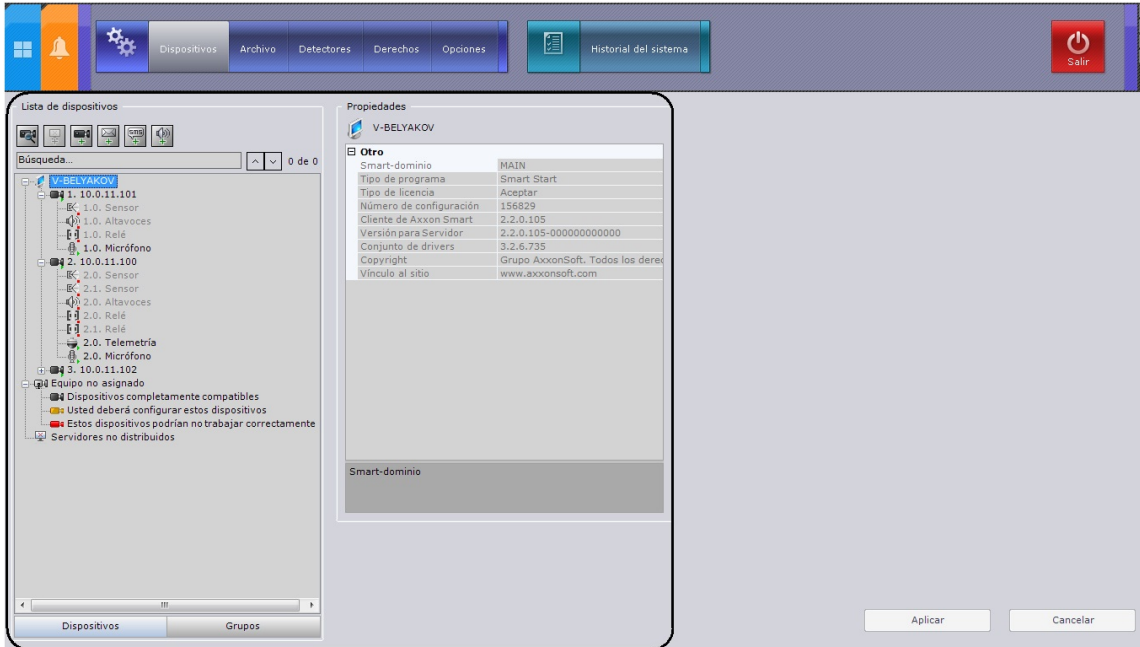 Dispositivos
Archivo
Detectores
Derechos
Opciones
Historial del sistema
Salir
Lista de dispositivos
SMS
Búsqueda...
0 de 0
V-BELYAKOV
1. 10.0.11.101
1.0. Sensor
1.0. Altavoces
1.0. Relé
1.0. Micrófono
2. 10.0.11.100
2.0. Sensor
2.1. Sensor
2.0. Altavoces
2.0. Relé
2.1. Relé
2.0. Telemetría
2.0. Micrófono
3. 10.0.11.102
Equipo no asignado
Dispositivos completamente compatibles
Usted deberá configurar estos dispositivos
Estos dispositivos podrían no trabajar correctamente
Servidores no distribuidos
Dispositivos
Grupos
Propiedades
V-BELYAKOV
Otro
Smart-dominio MAIN
Tipo de programa Smart Start
Tipo de licencia Aceptar
Número de configuración 156829
Cliente de Axxon Smart 2.2.0.105
Versión para Servidor 2.2.0.105-000000000000
Conjunto de drivers 3.2.6.735
Copyright Grupo AxxonSoft. Todos los derec
Vínculo al sitio www.axxonsoft.com
Smart-dominio
Aplicar
Cancelar